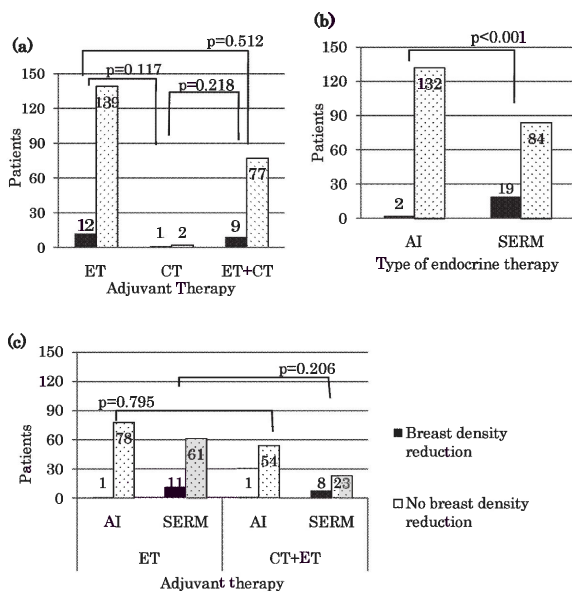 (a)
p=0.512
p=0.117
p=0.218
150
120
90
60
30
0
Patients
12
139
1
2
9
77
ET
CT
ET+CT
Adjuvant Therapy
(b)
p<0.001
150
120
90
60
30
0
Patients
2
132
19
84
AI
SERM
Type of endocrine therapy
(c)
p=0.206
p=0.795
150
120
90
60
30
0
Patients
1
78
11
61
1
54
8
23
AI
SERM
AI
SERM
ET
CT+ET
Adjuvant therapy
Breast density
reduction
No breast density
reduction